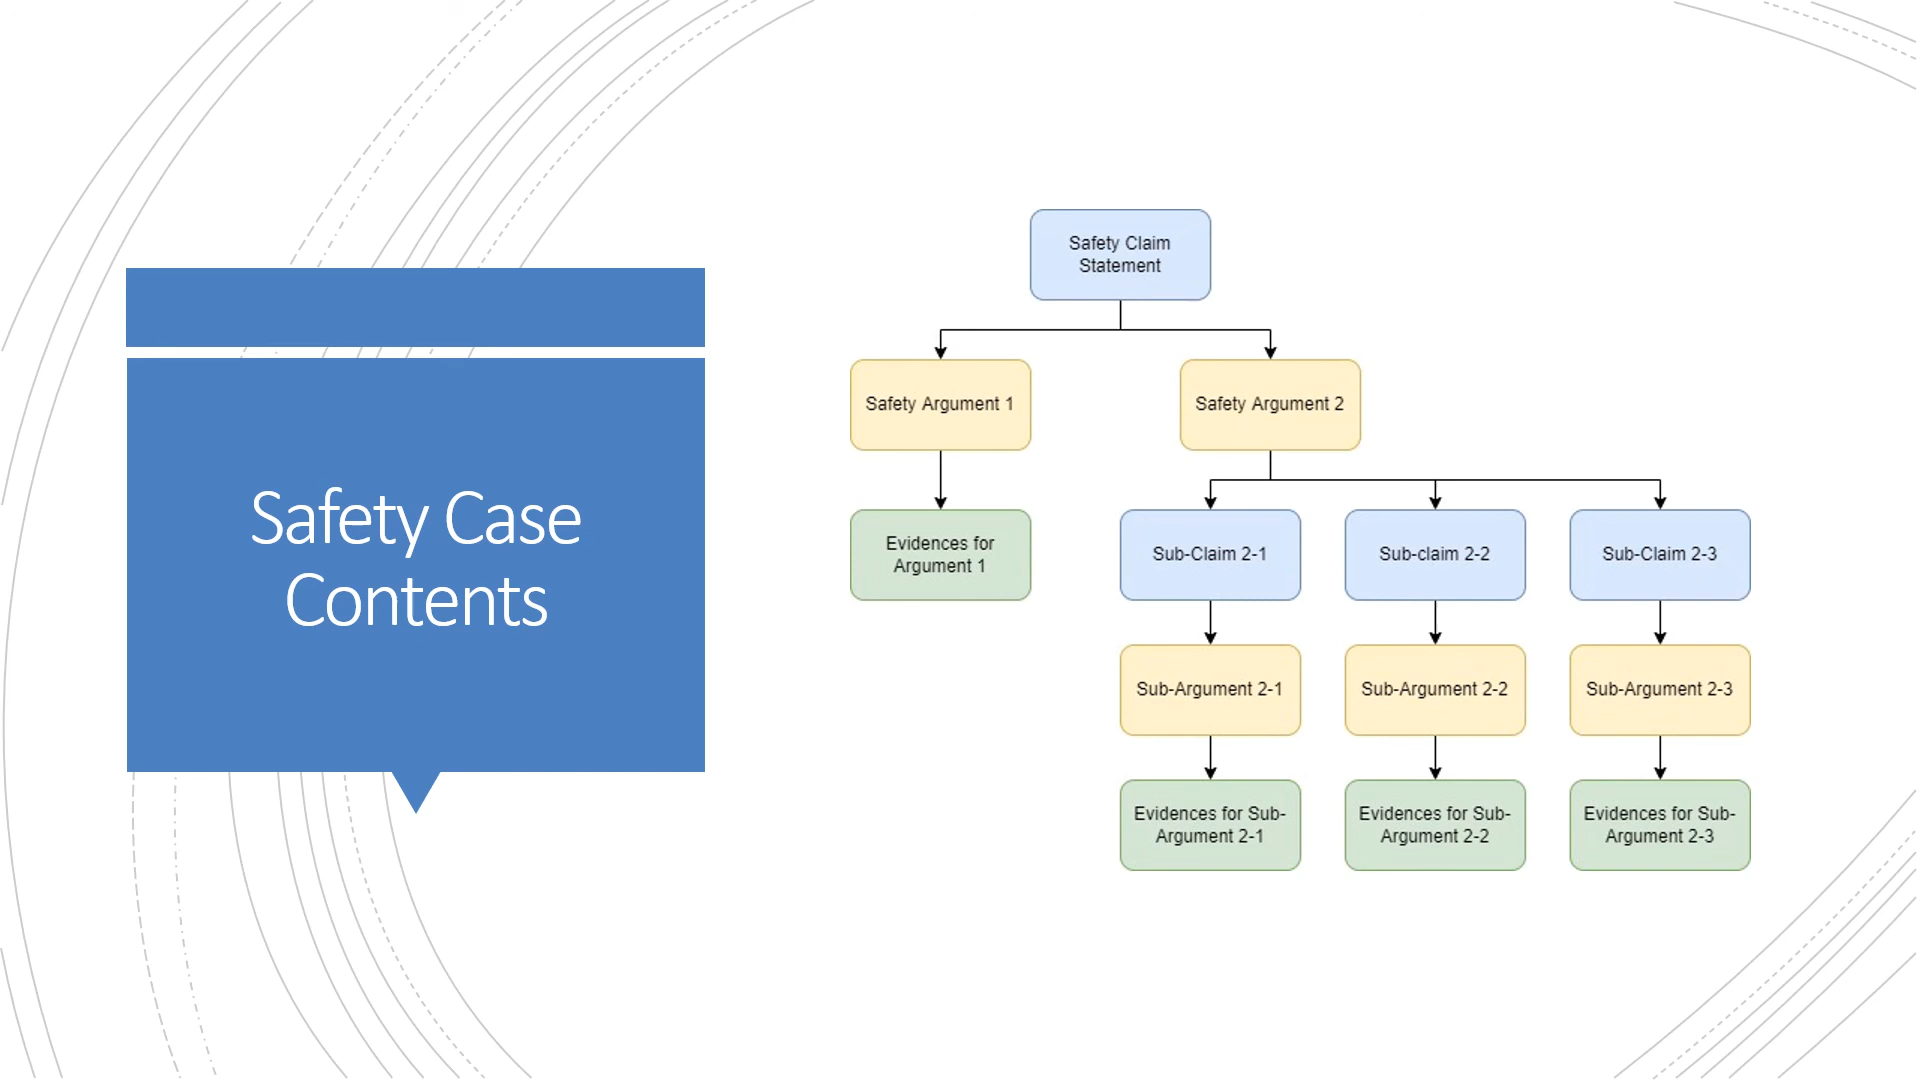 Safety Case
Contents
Safety Claim
Statement
Safety Argument 1
Safety Argument 2
Evidences for
Argument 1
Sub-Claim 2-1
Sub-claim 2-2
Sub-Claim 2-3
Sub-Argument 2-1
Sub-Argument 2-2
Sub-Argument 2-3
Evidences for Sub-
Argument 2-1
Evidences for Sub-
Argument 2-2
Evidences for Sub-
Argument 2-3